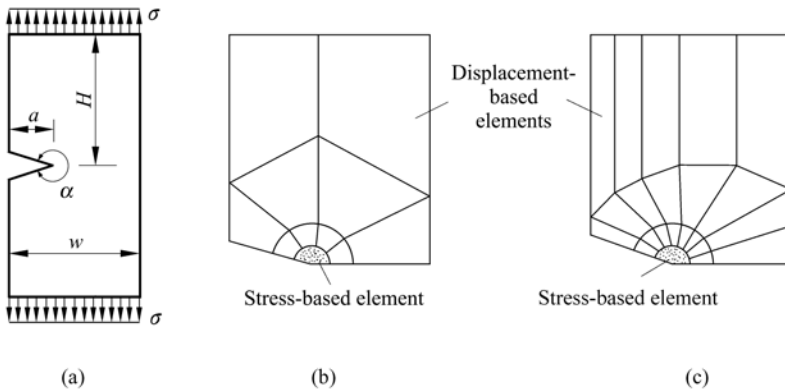 σ
H
a
α
w
σ
Displacement-
based
elements
Stress-based element
Stress-based element
(a)
(b)
(c)